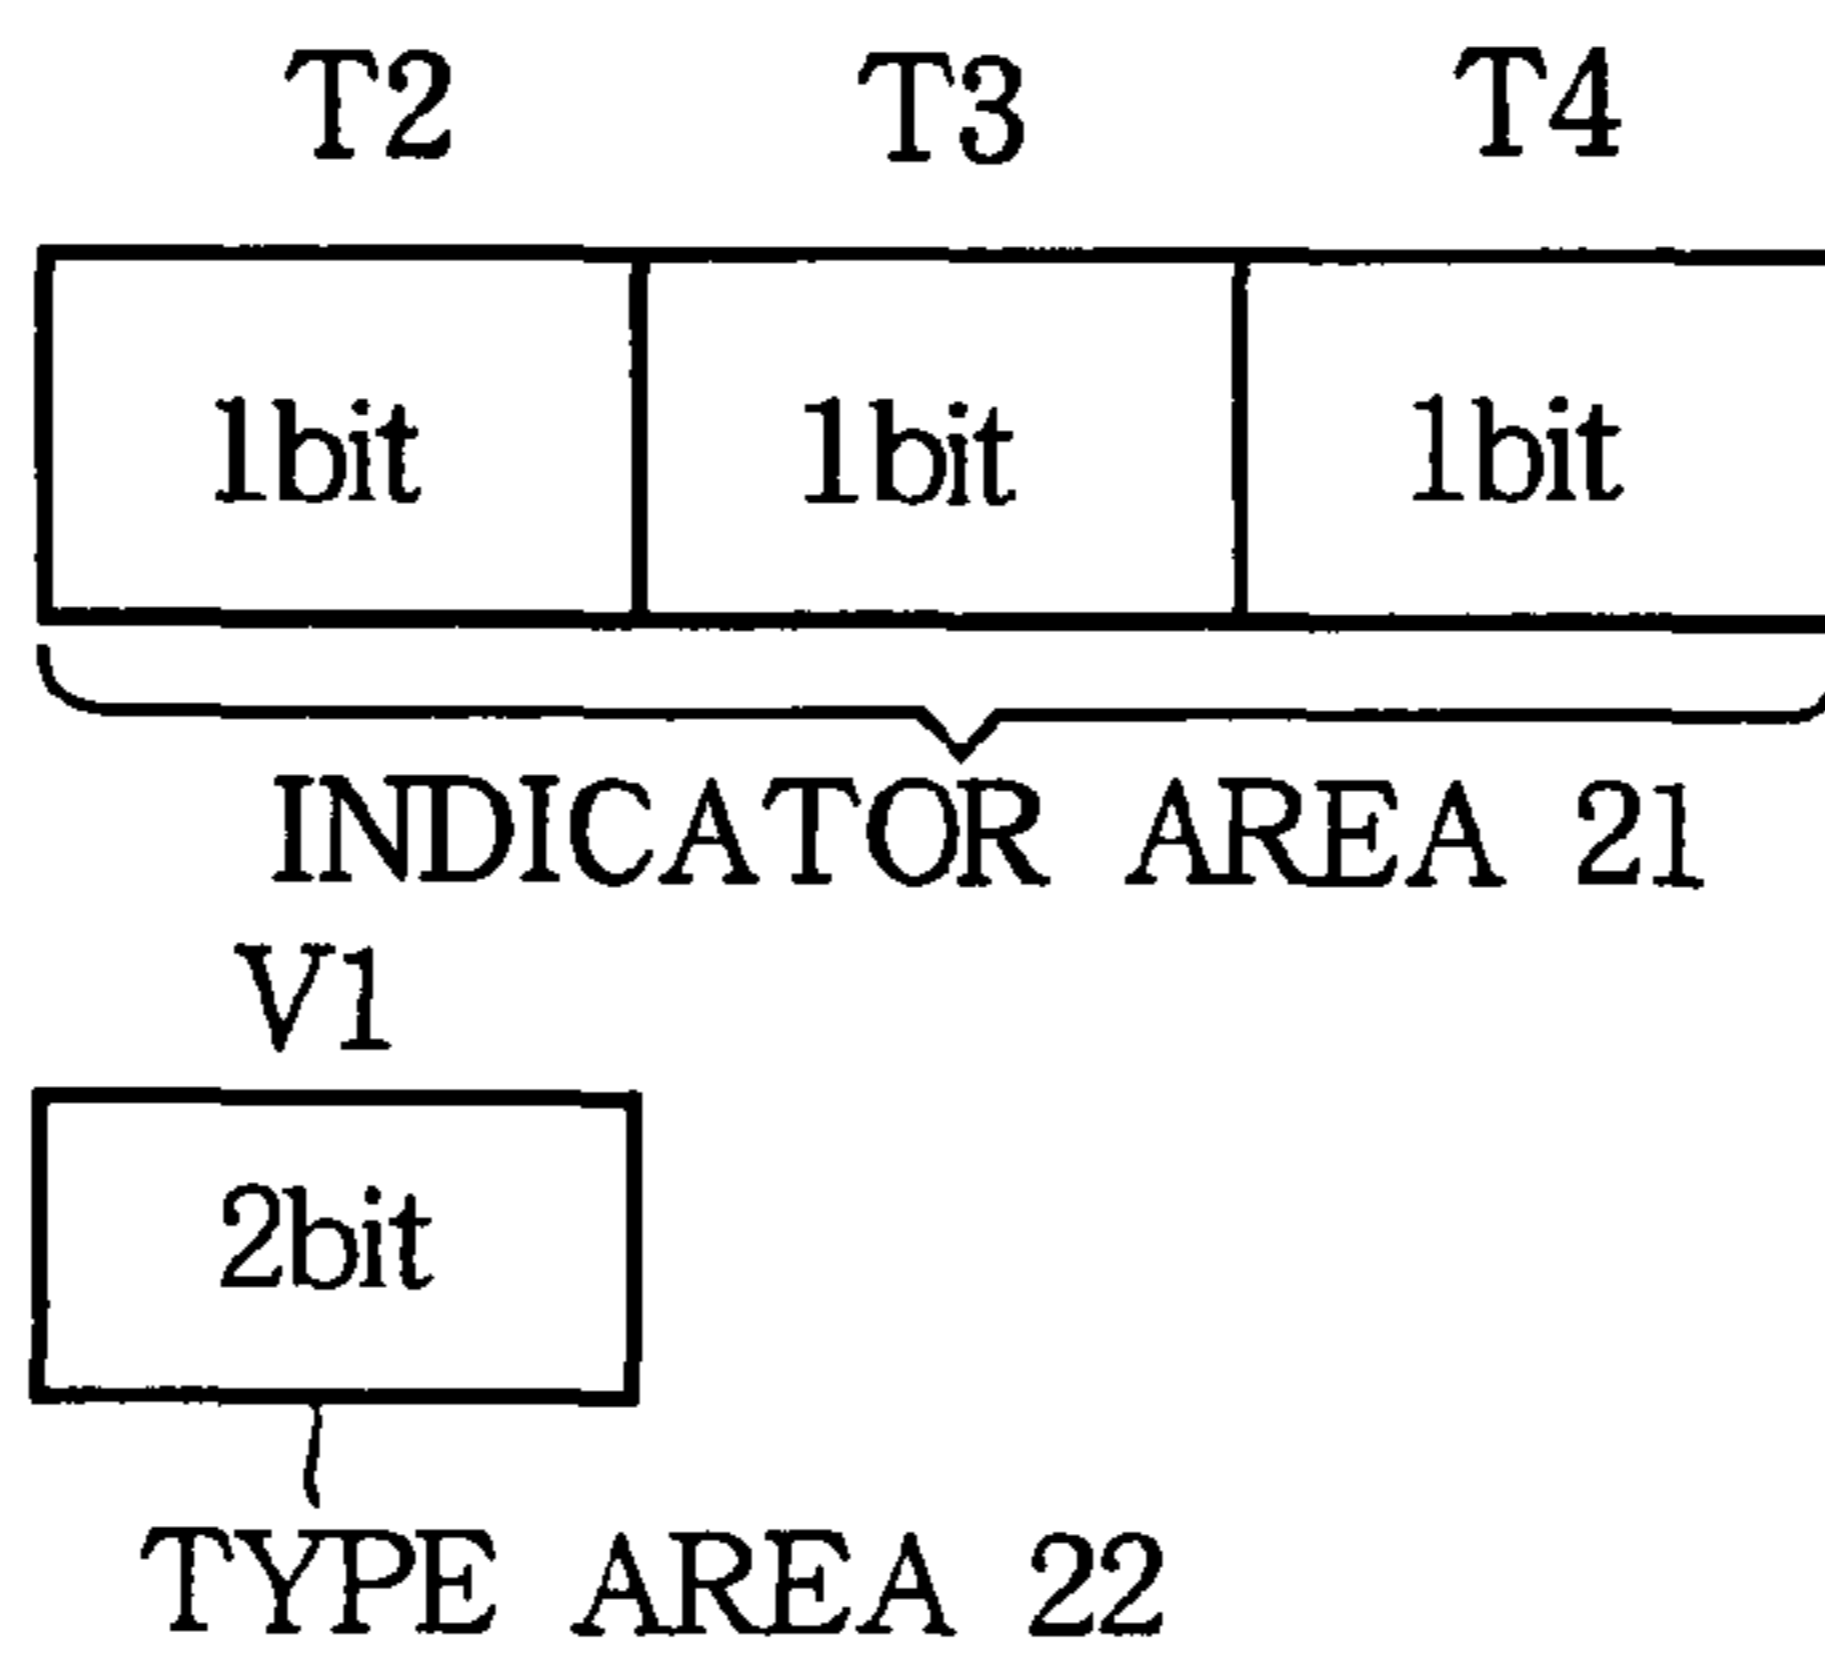 T2 T3 T4
1bit 1bit 1bit
INDICATOR AREA 21
V1
2bit
TYPE AREA 22